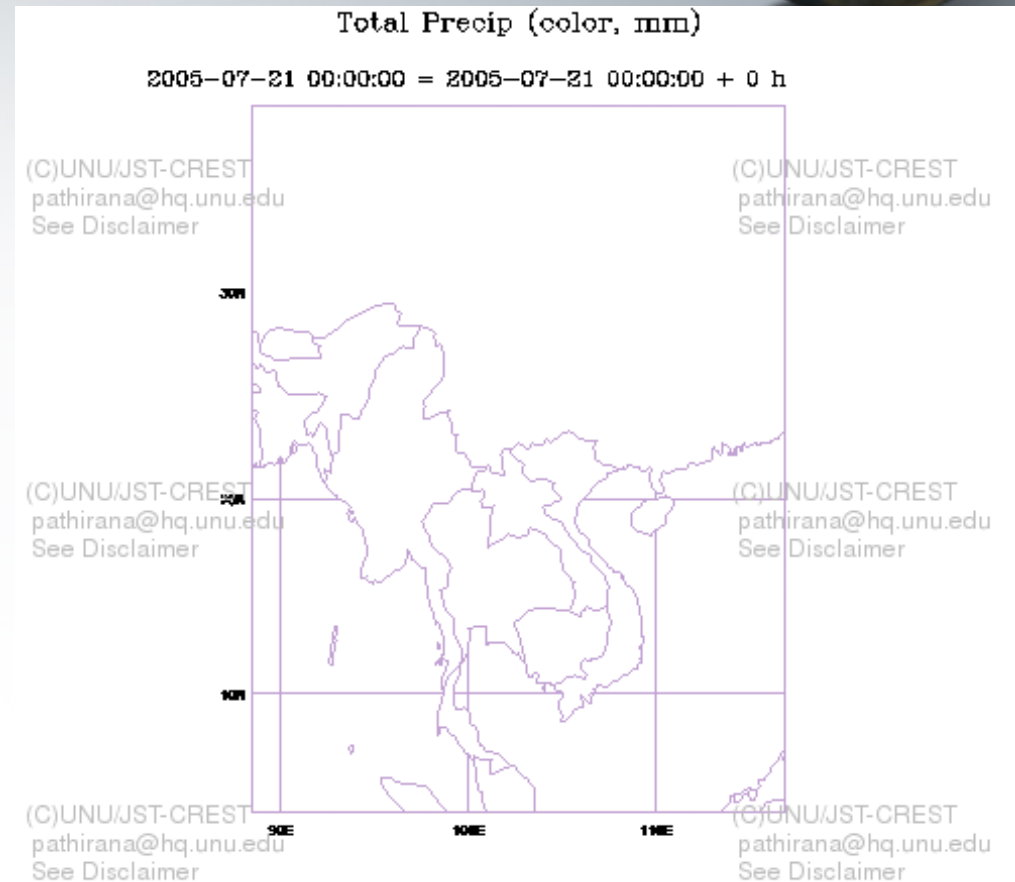 Total Precip (color, mm)
2005-07-21 00:00:00 = 2005-07-21 00:00:00 + 0 h
(C)UNU/JST-CREST
pathirana@hq.unu.edu
See Disclaimer
(C)UNU/JST-CREST
pathirana@hq.unu.edu
See Disclaimer
30N
(C)UNU/JST-CREST
pathirana@hq.unu.edu
See Disclaimer
20N
(C)UNU/JST-CREST
pathirana@hq.unu.edu
See Disclaimer
10N
(C)UNU/JST-CREST
pathirana@hq.unu.edu
See Disclaimer
90E
100E
110E
(C)UNU/JST-CREST
pathirana@hq.unu.edu
See Disclaimer